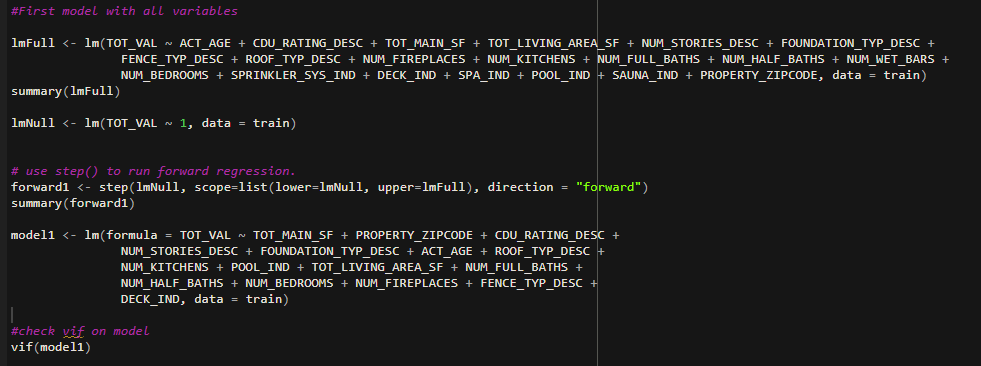 #First model with all variables
lmFull <- lm(TOT_VAL ~ ACT_AGE + CDU_RATING_DESC + TOT_MAIN_SF + TOT_LIVING_AREA_SF + NUM_STORIES_DESC + FOUNDATION_TYP_DESC +
FENCE_TYP_DESC + ROOF_TYP_DESC + NUM_FIREPLACES + NUM_KITCHENS + NUM_FULL_BATHS + NUM_HALF_BATHS + NUM_WET_BARS +
NUM_BEDROOMS + SPRINKLER_SYS_IND + DECK_IND + SPA_IND + POOL_IND + SAUNA_IND + PROPERTY_ZIPCODE, data = train)
summary(lmFull)
lmNull <- lm(TOT_VAL ~ 1, data = train)
# use step() to run forward regression.
forward1 <- step(lmNull, scope=list(lower=lmNull, upper=lmFull), direction = "forward")
summary(forward1)
model1 <- lm(formula = TOT_VAL ~ TOT_MAIN_SF + PROPERTY_ZIPCODE + CDU_RATING_DESC +
NUM_STORIES_DESC + FOUNDATION_TYP_DESC + ACT_AGE + ROOF_TYP_DESC +
NUM_KITCHENS + POOL_IND + TOT_LIVING_AREA_SF + NUM_FULL_BATHS +
NUM_HALF_BATHS + NUM_BEDROOMS + NUM_FIREPLACES + FENCE_TYP_DESC +
DECK_IND, data = train)
#check vif on model
vif(model1)